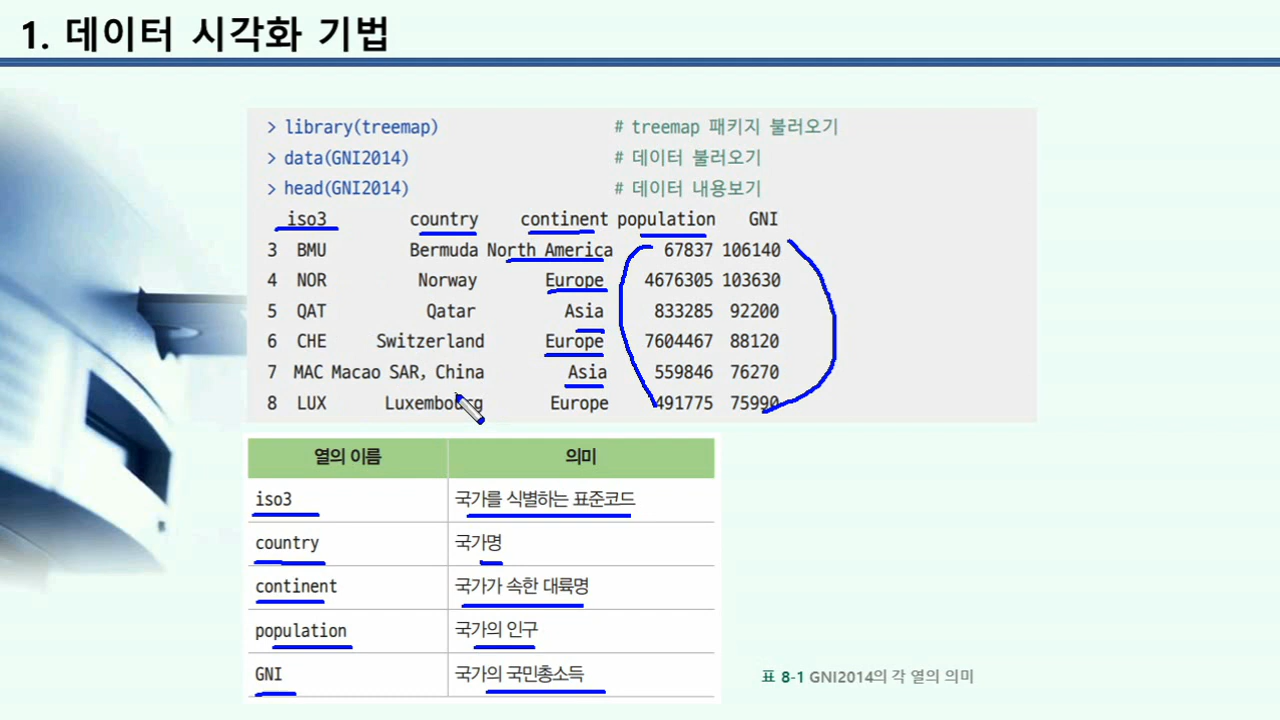 1. 데이터 시각화 기법
> library(treemap) # treemap 패키지 불러오기
> data(GNI2014) # 데이터 불러오기
> head(GNI2014) # 데이터 내용보기
iso3 country continent population GNI
3 BMU Bermuda North America 67837 106140
4 NOR Norway Europe 4676305 103630
5 QAT Qatar Asia 833285 92200
6 CHE Switzerland Europe 7604467 88120
7 MAC Macao SAR, China Asia 559846 76270
8 LUX Luxembourg Europe 491775 75990
열의 이름 의미
iso3 국가를 식별하는 표준코드
country 국가명
continent 국가가 속한 대륙명
population 국가의 인구
GNI 국가의 국민총소득
표 8-1 GNI2014의 각 열의 의미